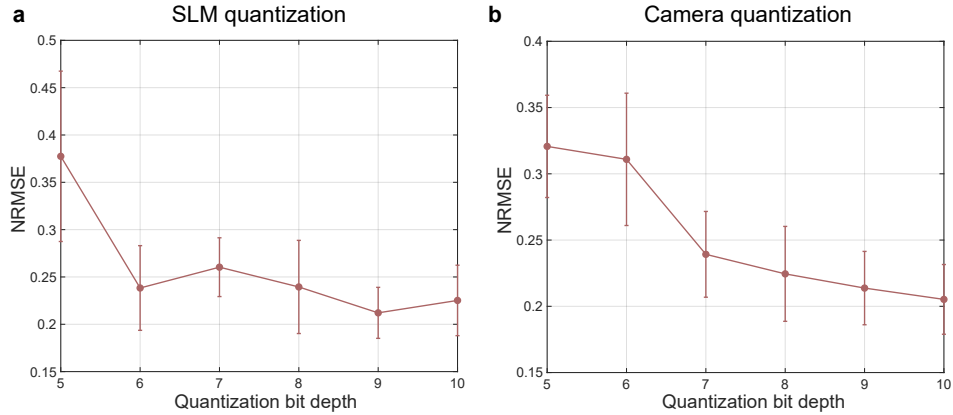 a
SLM quantization
0.5
0.45
0.4
0.35
0.3
0.25
0.2
0.15
NRMSE
5 6 7 8 9 10
Quantization bit depth
b
Camera quantization
0.4
0.35
0.3
0.25
0.2
0.15
NRMSE
5 6 7 8 9 10
Quantization bit depth